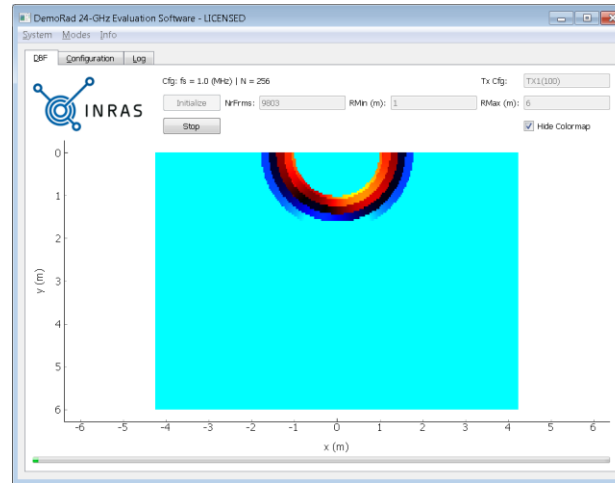 DemoRad 24-GHz Evaluation Software - LICENSED
System Modes Info
DBF Configuration Log
INRAS
Cfg: fs = 1.0 (MHz) | N = 256 Tx Cfg: TX1(100)
Initialize NrFrms: 9803 RMin (m): 1 RMax (m): 6
Stop Hide Colormap
0
1
2
3
4
5
6
y (m)
-6 -5 -4 -3 -2 -1 0 1 2 3 4 5 6
x (m)